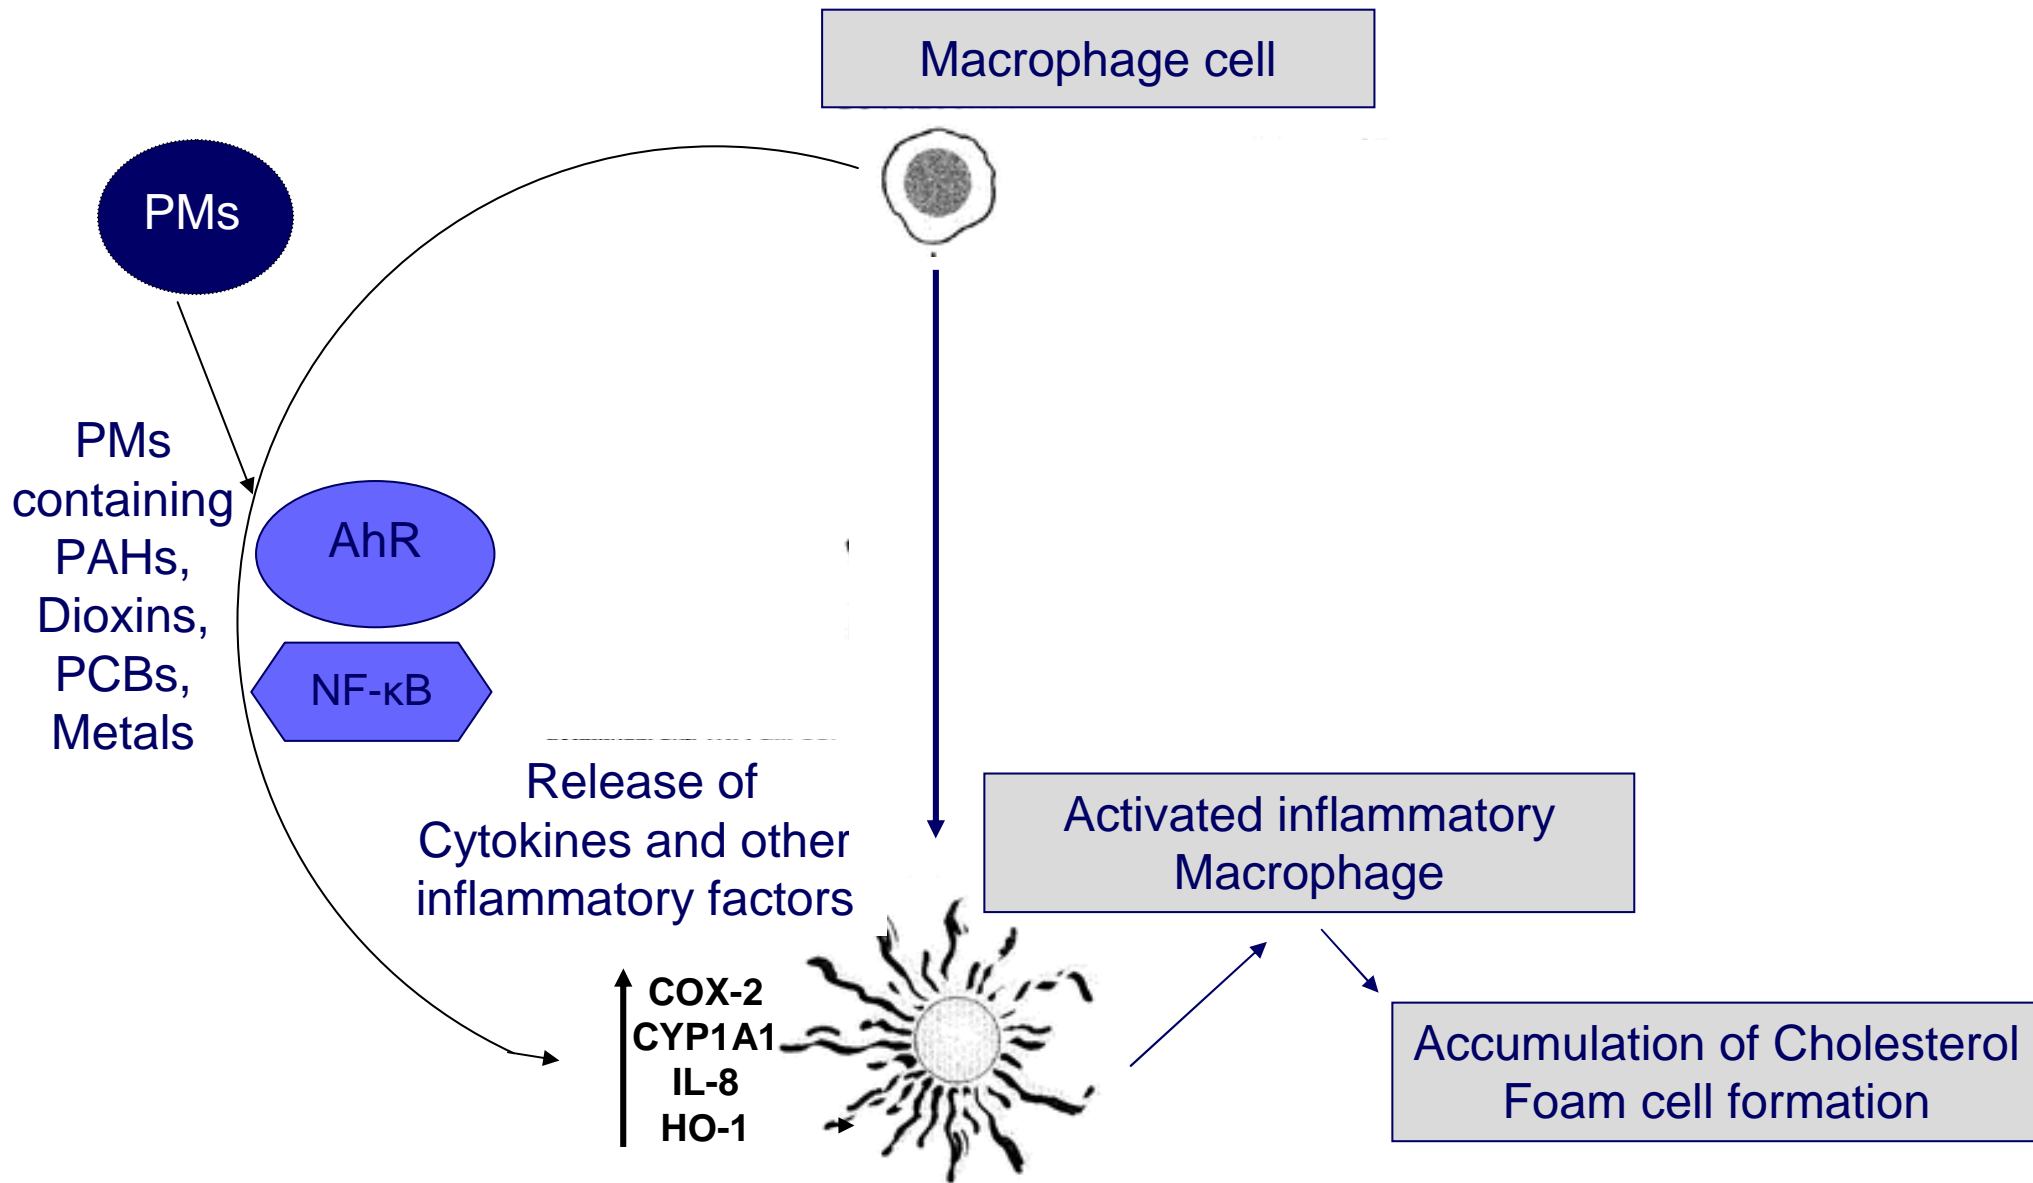 Macrophage cell
PMs
PMs
containing
PAHs,
Dioxins,
PCBs,
Metals
AhR
NF-κB
Release of
Cytokines and other
inflammatory factors
COX-2
CYP1A1
IL-8
HO-1
Activated inflammatory
Macrophage
Accumulation of Cholesterol
Foam cell formation